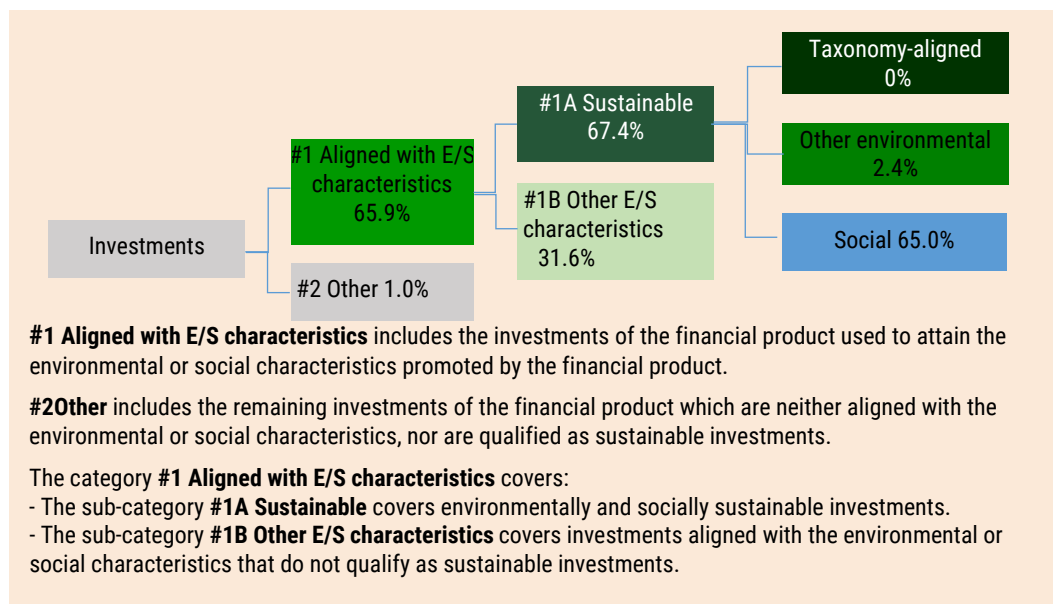 Investments
#1 Aligned with E/S
characteristics
65.9%
#2 Other 1.0%
#1A Sustainable
67.4%
#1B Other E/S
characteristics
31.6%
Taxonomy-aligned
0%
Other environmental
2.4%
Social 65.0%
#1 Aligned with E/S characteristics includes the investments of the financial product used to attain the
environmental or social characteristics promoted by the financial product.
#2Other includes the remaining investments of the financial product which are neither aligned with the
environmental or social characteristics, nor are qualified as sustainable investments.
The category #1 Aligned with E/S characteristics covers:
- The sub-category #1A Sustainable covers environmentally and socially sustainable investments.
- The sub-category #1B Other E/S characteristics covers investments aligned with the environmental or
social characteristics that do not qualify as sustainable investments.